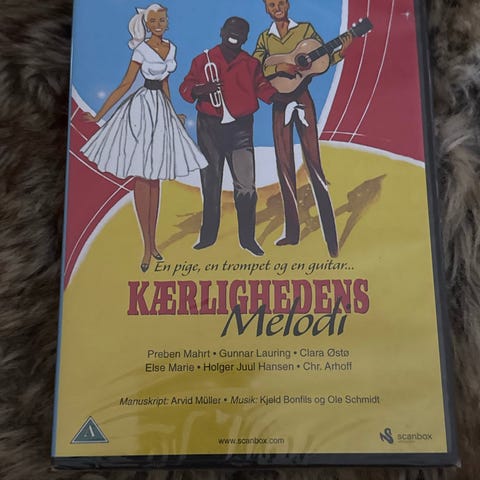 En pige, en trompet og en guitar...
KÆRLIGHEDENS
Melodi
Preben Mahrt • Gunnar Lauring • Clara Østø
Else Marie • Holger Juul Hansen • Chr. Arhoff
Manuskript: Arvid Müller • Musik: Kjeld Bonfils og Ole Schmidt
A
www.scanbox.com
scanbox